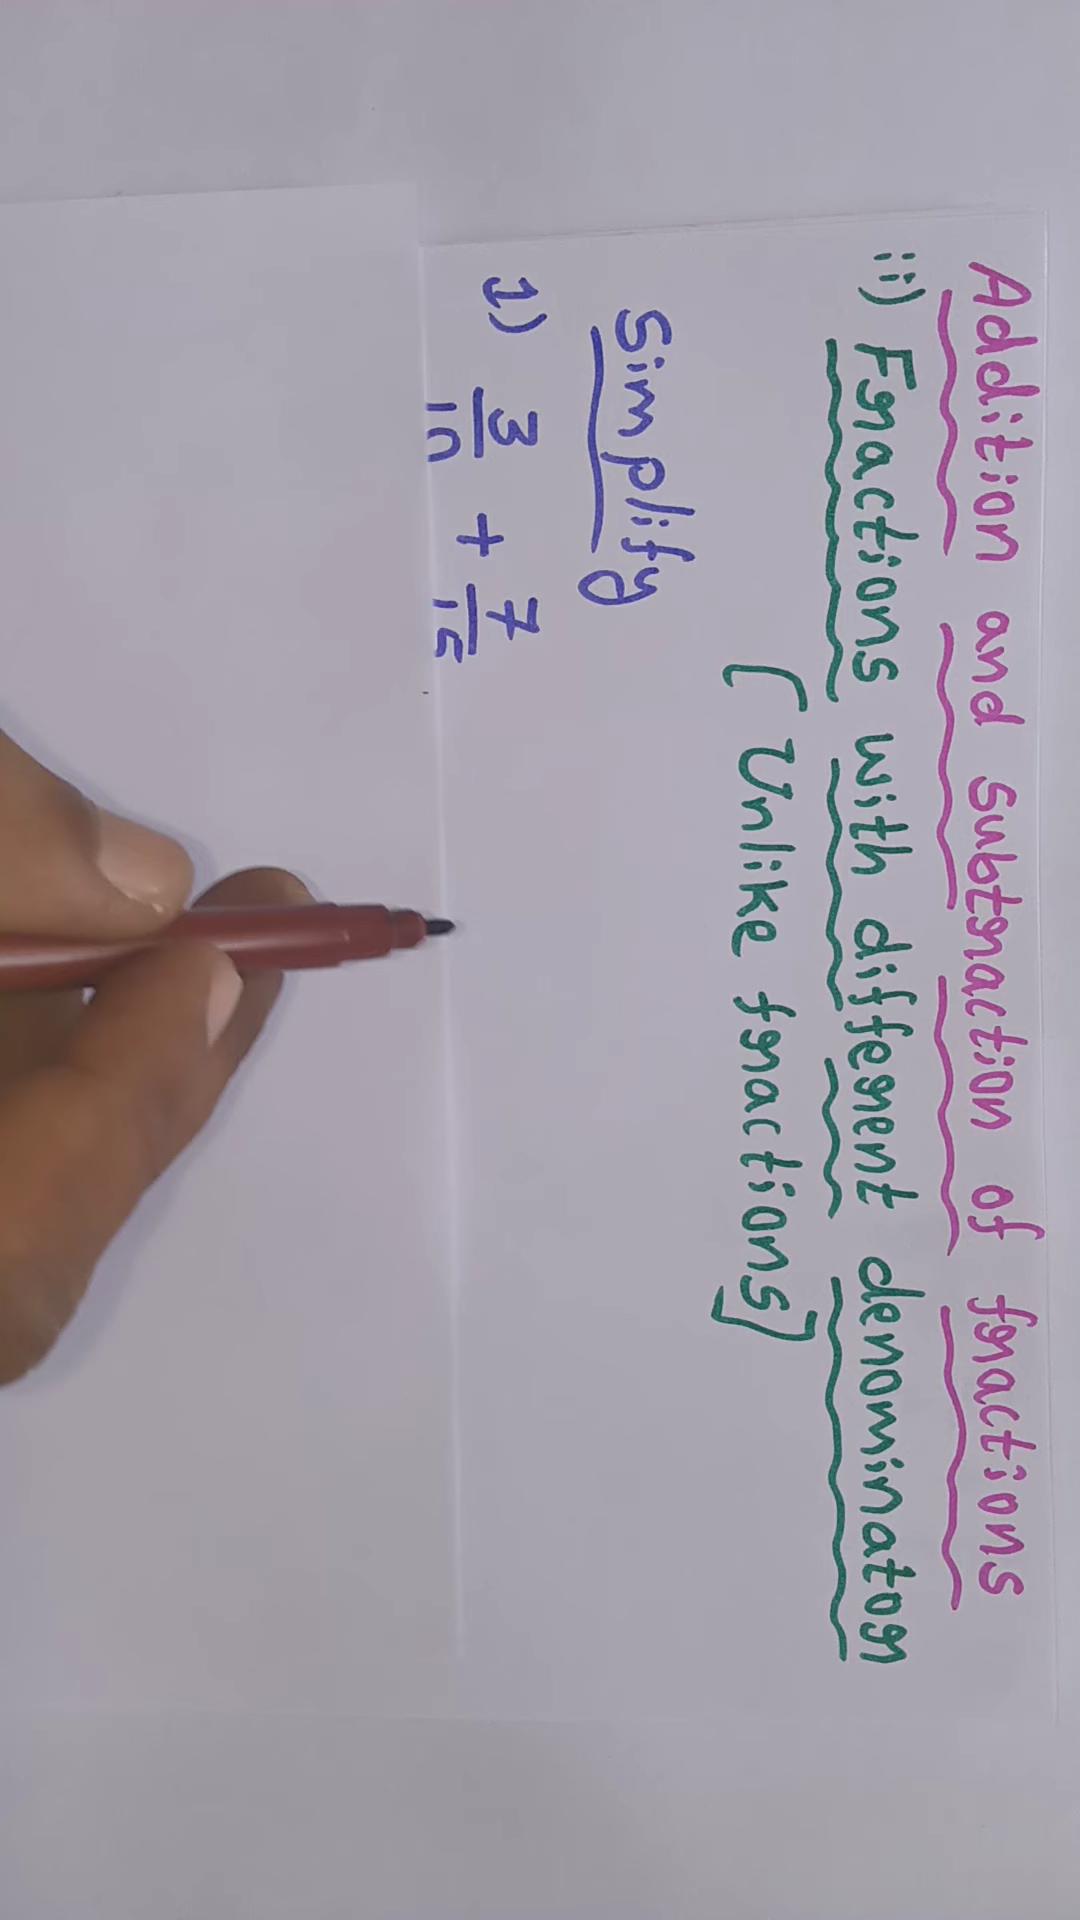 Addition and Subtraction of fractions
ii) Fractions with different denominator
[Unlike fractions]
Simplify
1) 3/10 + 7/15